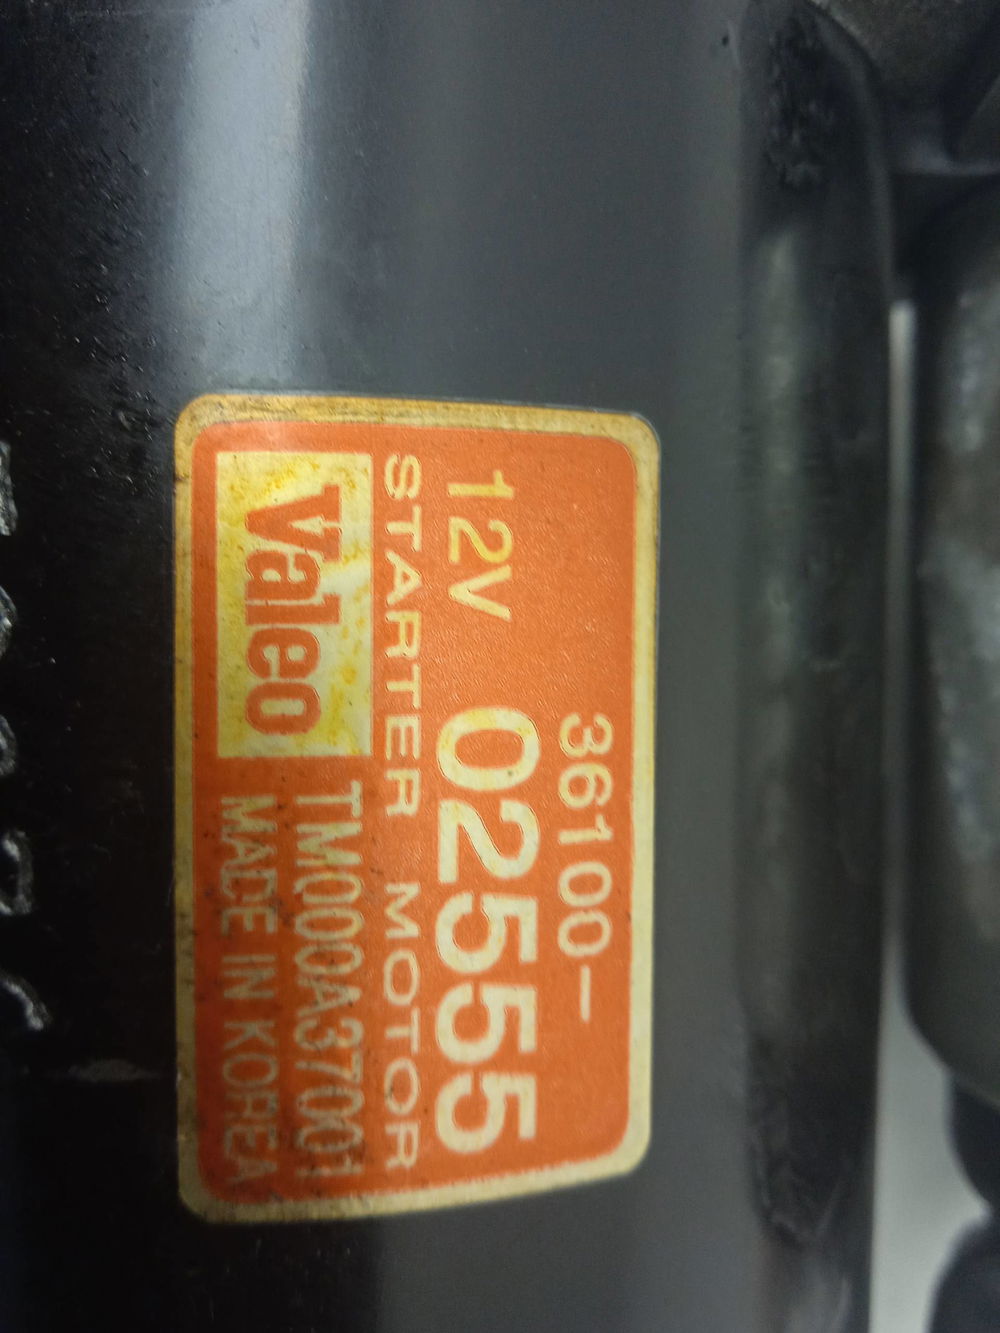 36100-
12V 02555
STARTER MOTOR
Valeo TM000A37001
MADE IN KOREA